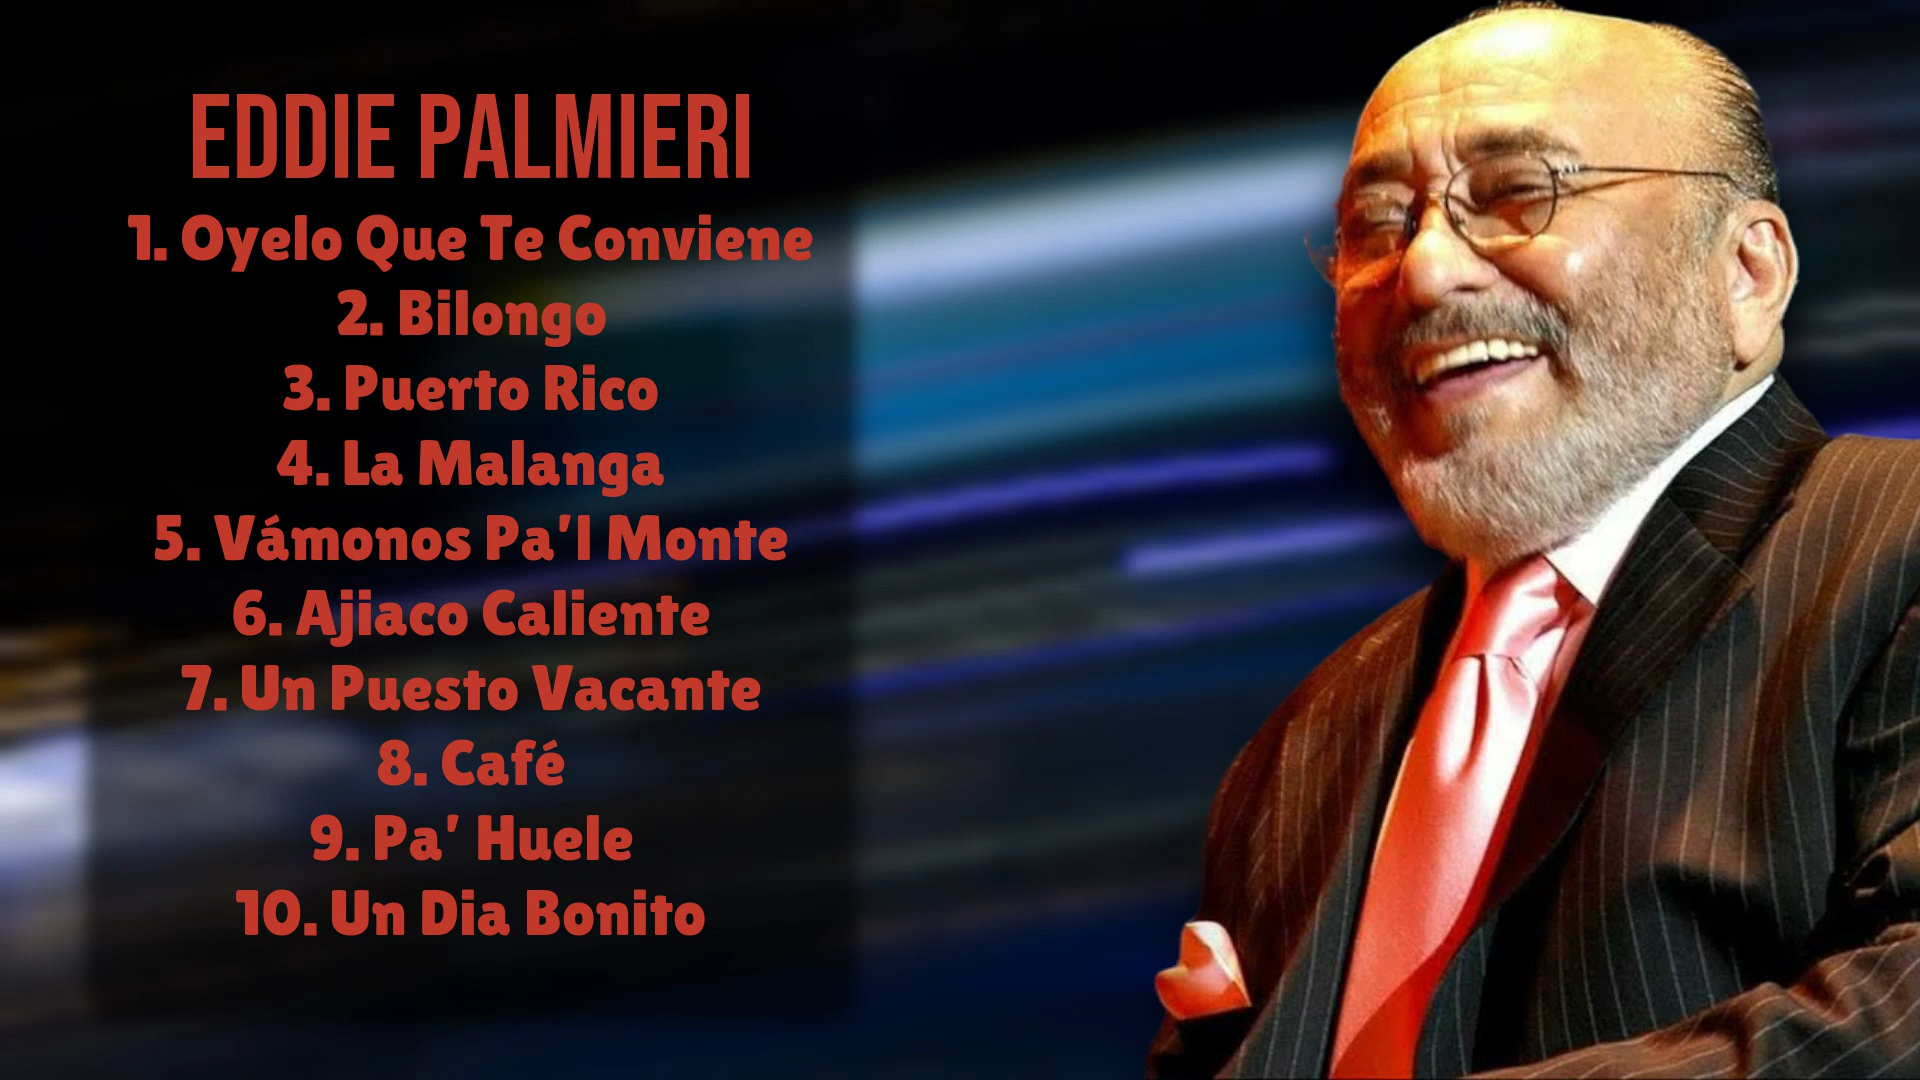 EDDIE PALMIERI
1. Oyelo Que Te Conviene
2. Bilongo
3. Puerto Rico
4. La Malanga
5. Vámonos Pa'l Monte
6. Ajiaco Caliente
7. Un Puesto Vacante
8. Café
9. Pa' Huele
10. Un Dia Bonito